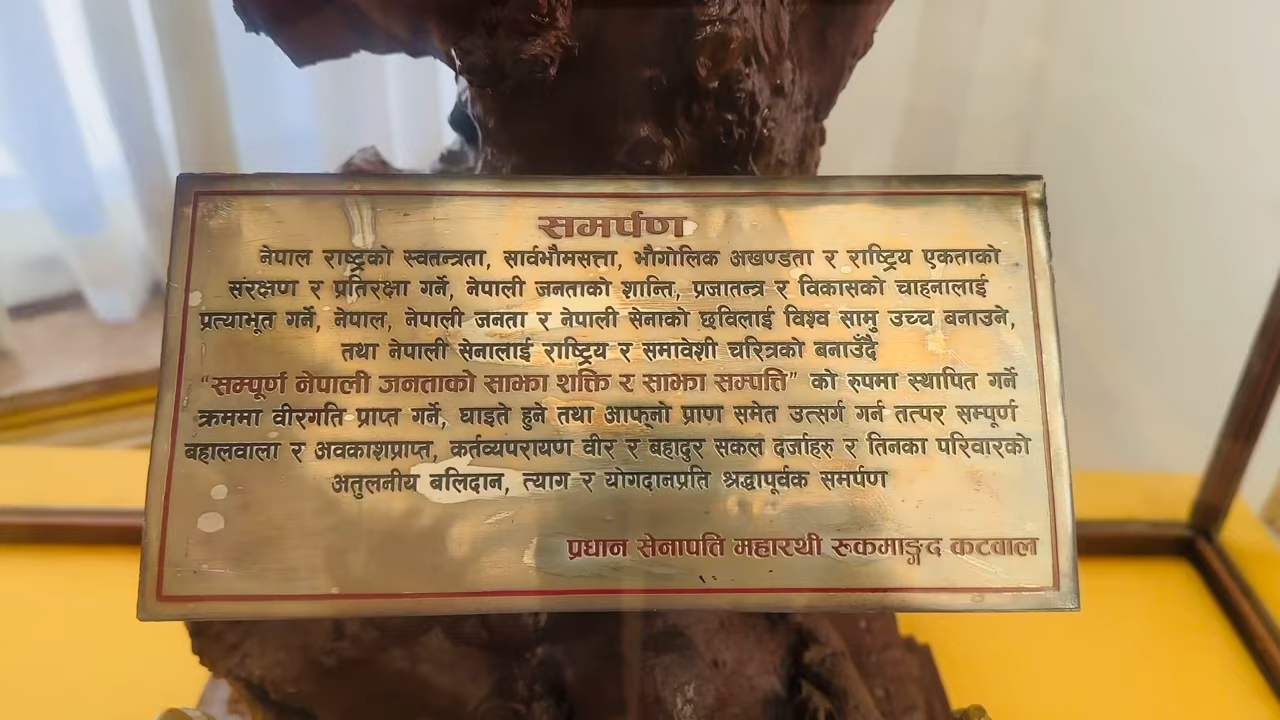 समर्पण
नेपाल राष्ट्रको स्वतन्त्रता, सार्वभौमसत्ता, भौगोलिक अखण्डता र राष्ट्रिय एकताको
संरक्षण र प्रतिरक्षा गर्ने, नेपाली जनताको शान्ति, प्रजातन्त्र र विकासको चाहनालाई
प्रत्याभूत गर्ने, नेपाल, नेपाली जनता र नेपाली सेनाको छविलाई विश्व सामु उच्च बनाउने,
तथा नेपाली सेनालाई राष्ट्रिय र समावेशी चरित्रको बनाउँदै
“सम्पूर्ण नेपाली जनताको साझा शक्ति र साझा सम्पत्ति” को रुपमा स्थापित गर्ने
क्रममा वीरगति प्राप्त गर्ने, घाइते हुने तथा आफ्नो प्राण समेत उत्सर्ग गर्न तत्पर सम्पूर्ण
बहालवाला र अवकाशप्राप्त, कर्तव्यपरायण वीर र बहादुर सकल दर्जाहरु र तिनका परिवारको
अतुलनीय बलिदान, त्याग र योगदानप्रति श्रद्धापूर्वक समर्पण
प्रधान सेनापति महारथी रुकमाङ्गद कटवाल